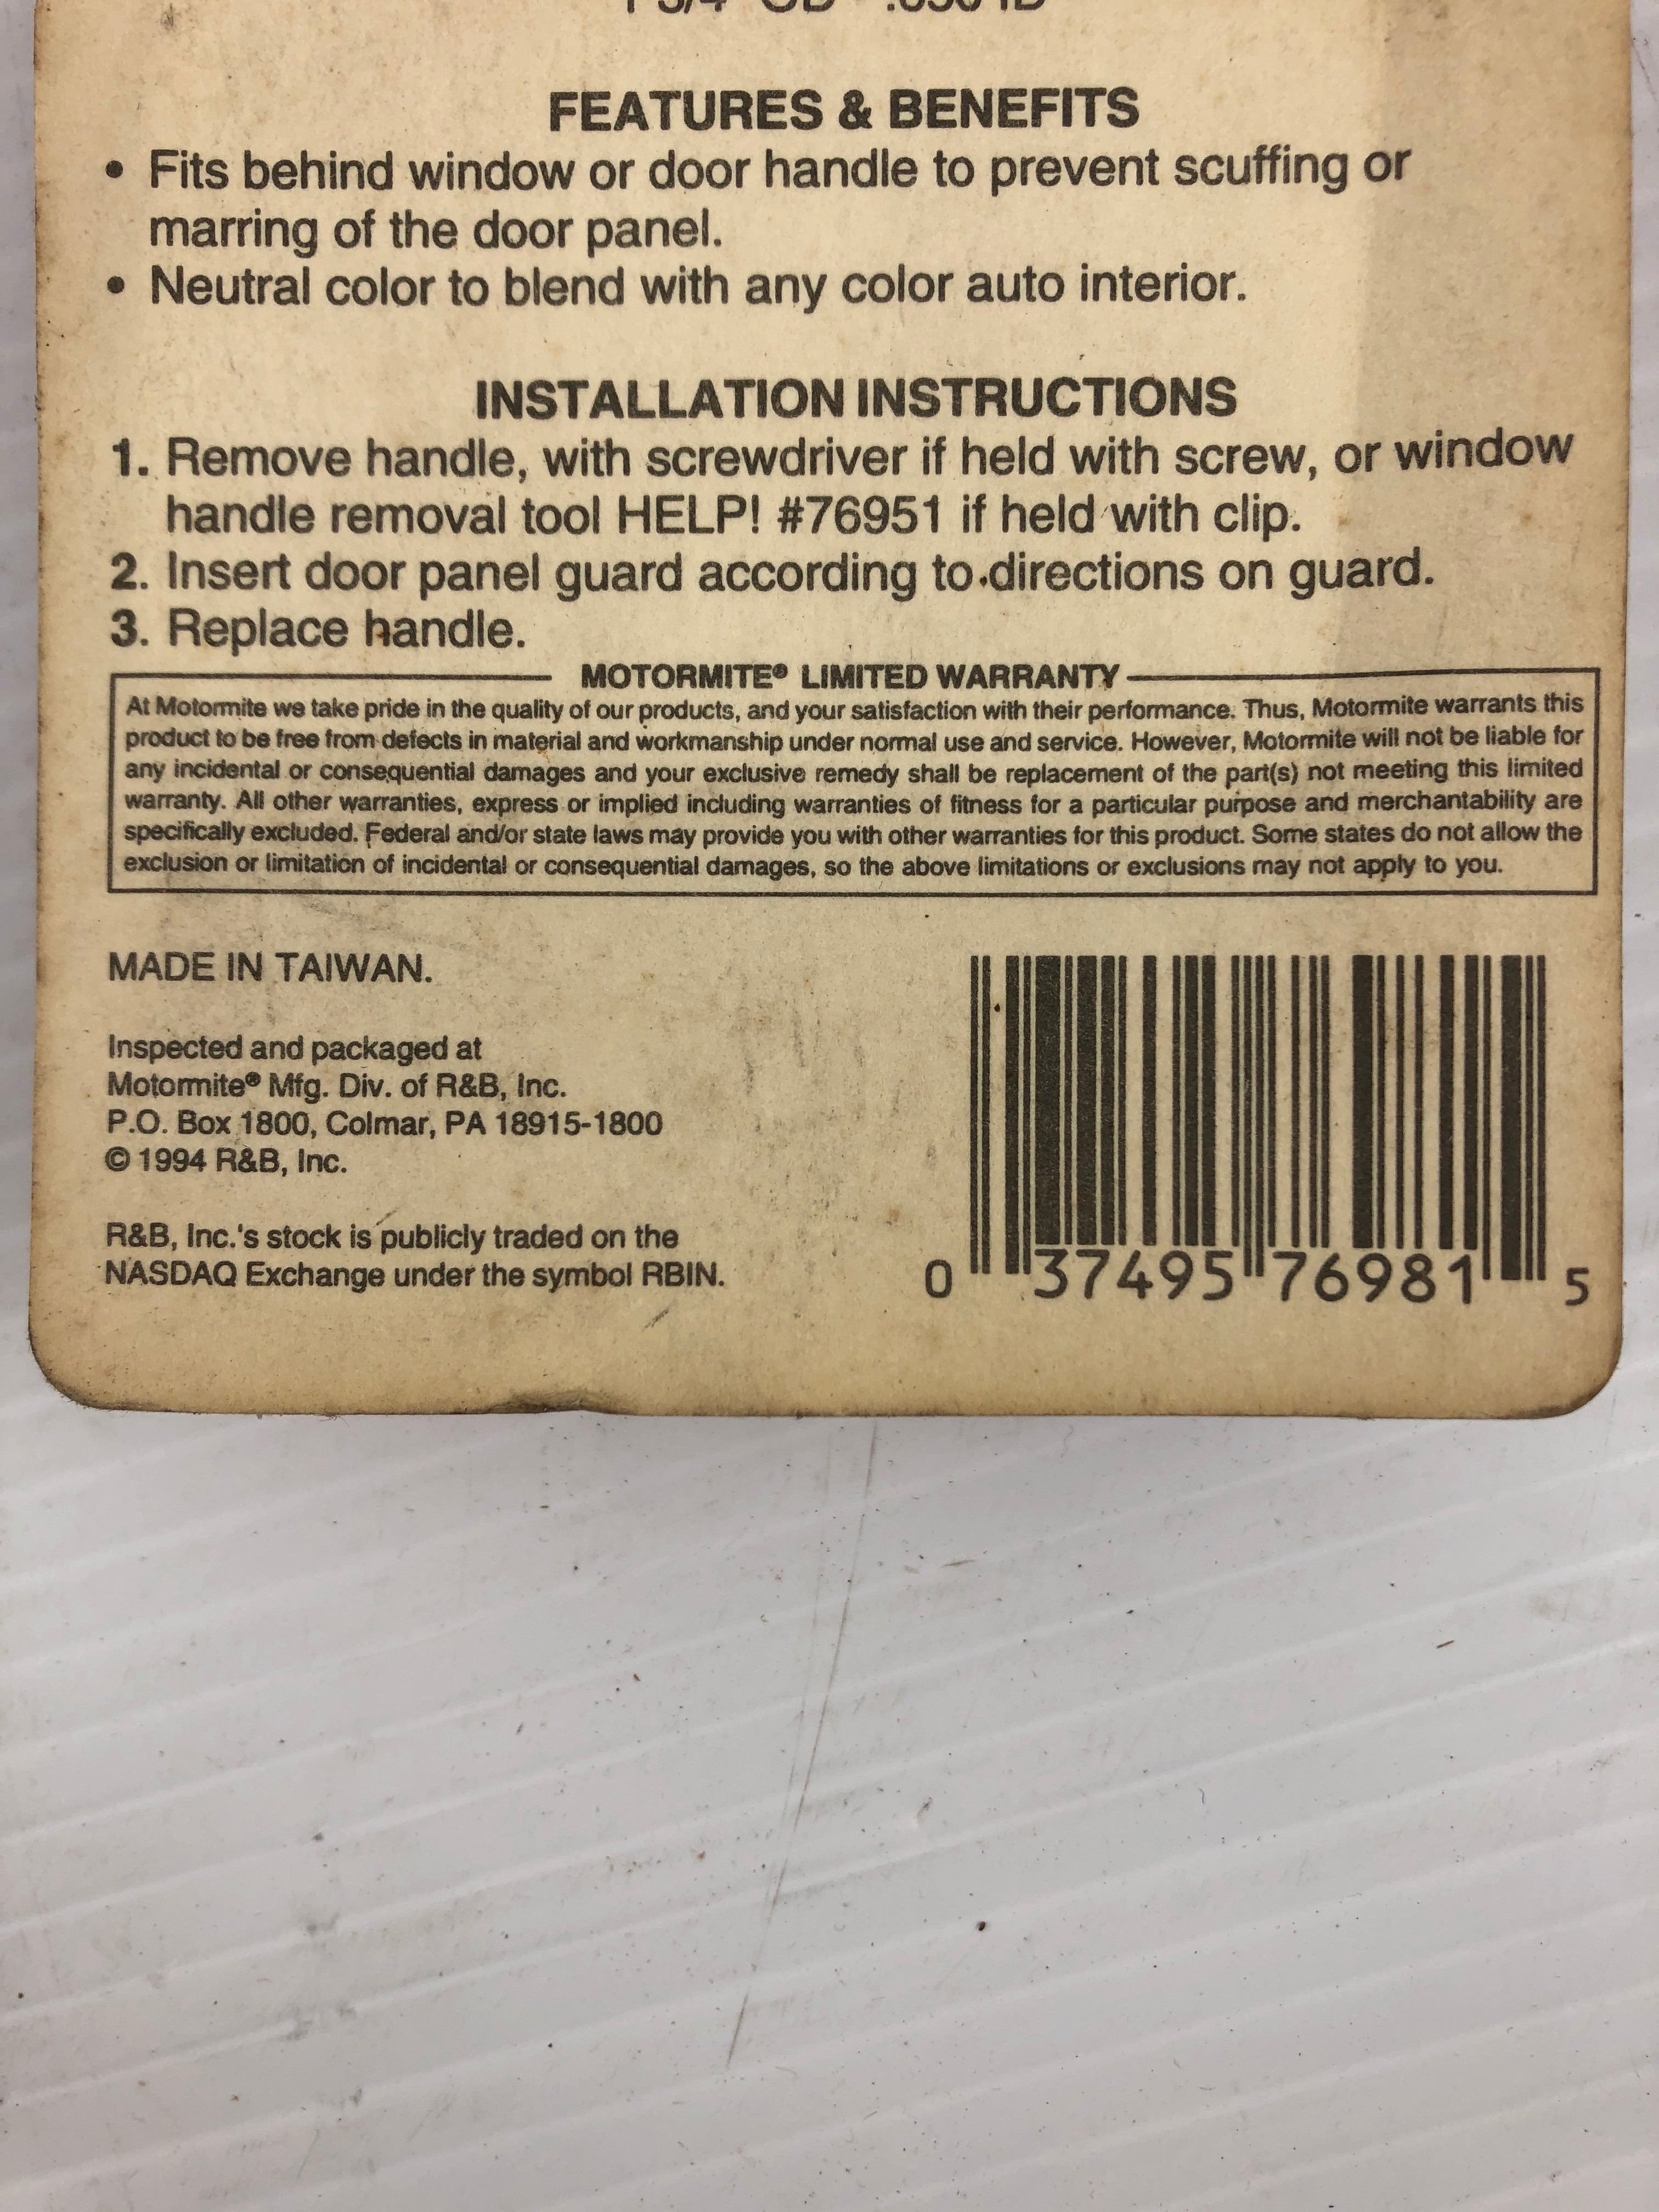 1 3/4" OD
FEATURES & BENEFITS
• Fits behind window or door handle to prevent scuffing or
marring of the door panel.
• Neutral color to blend with any color auto interior.
INSTALLATION INSTRUCTIONS
1. Remove handle, with screwdriver if held with screw, or window
handle removal tool HELP! #76951 if held with clip.
2. Insert door panel guard according to directions on guard.
3. Replace handle.
MOTORMITE® LIMITED WARRANTY
At Motormite we take pride in the quality of our products, and your satisfaction with their performance. Thus, Motormite warrants this
product to be free from defects in material and workmanship under normal use and service. However, Motormite will not be liable for
any incidental or consequential damages and your exclusive remedy shall be replacement of the part(s) not meeting this limited
warranty. All other warranties, express or implied including warranties of fitness for a particular purpose and merchantability are
specifically excluded. Federal and/or state laws may provide you with other warranties for this product. Some states do not allow the
exclusion or limitation of incidental or consequential damages, so the above limitations or exclusions may not apply to you.
MADE IN TAIWAN.
Inspected and packaged at
Motormite® Mfg. Div. of R&B, Inc.
P.O. Box 1800, Colmar, PA 18915-1800
© 1994 R&B, Inc.
R&B, Inc.'s stock is publicly traded on the
NASDAQ Exchange under the symbol RBIN.
0 37495 76981 5